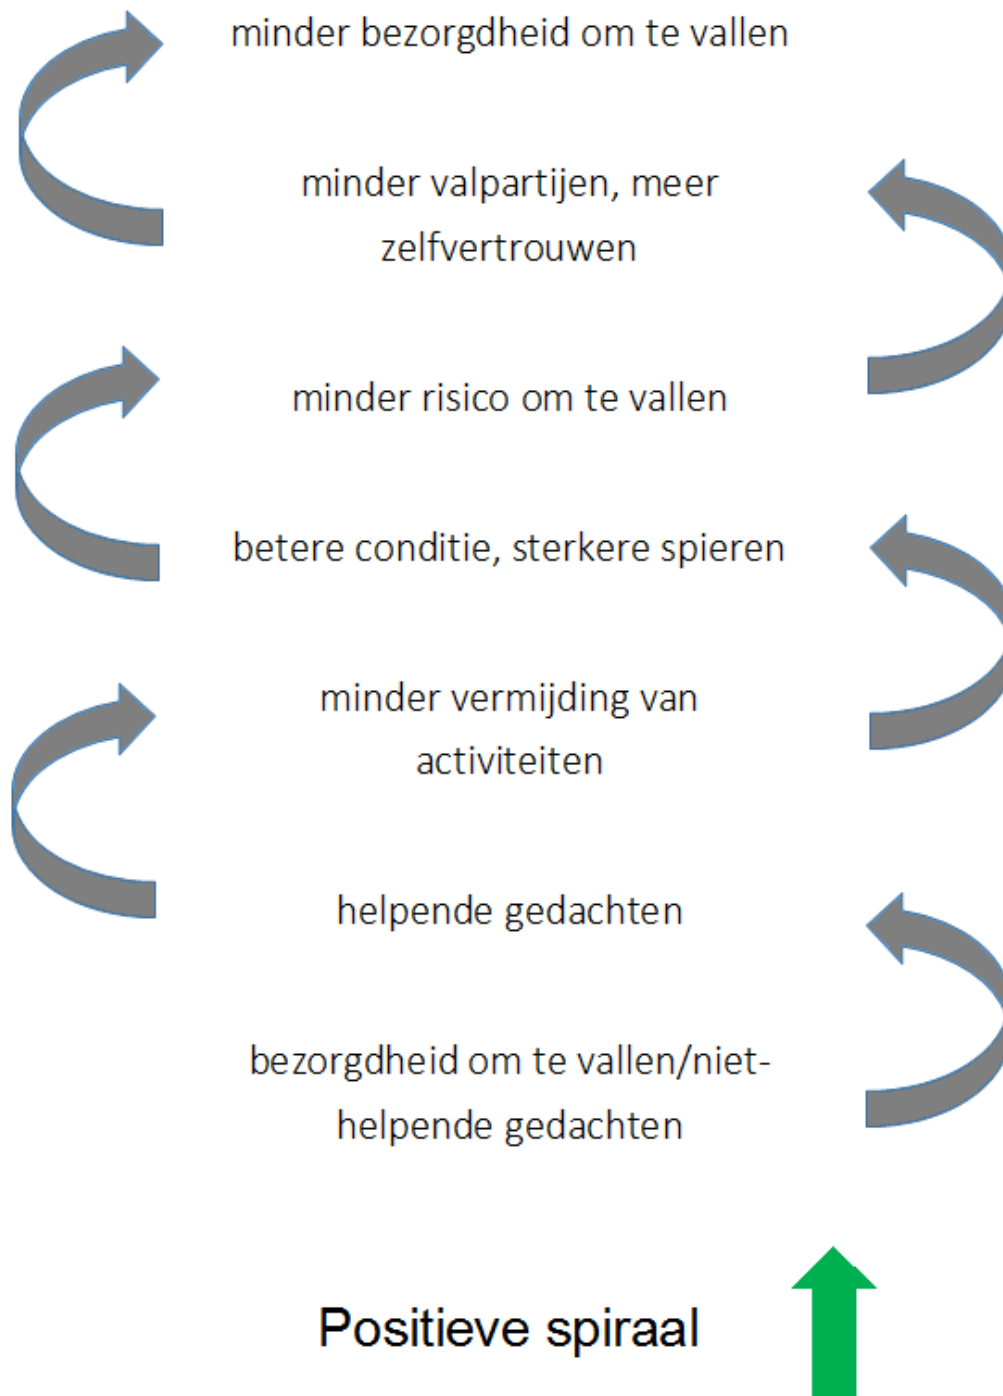 minder bezorgdheid om te vallen
minder valpartijen, meer
zelfvertrouwen
minder risico om te vallen
betere conditie, sterkere spieren
minder vermijding van
activiteiten
helpende gedachten
bezorgdheid om te vallen/niet-
helpende gedachten
Positieve spiraal